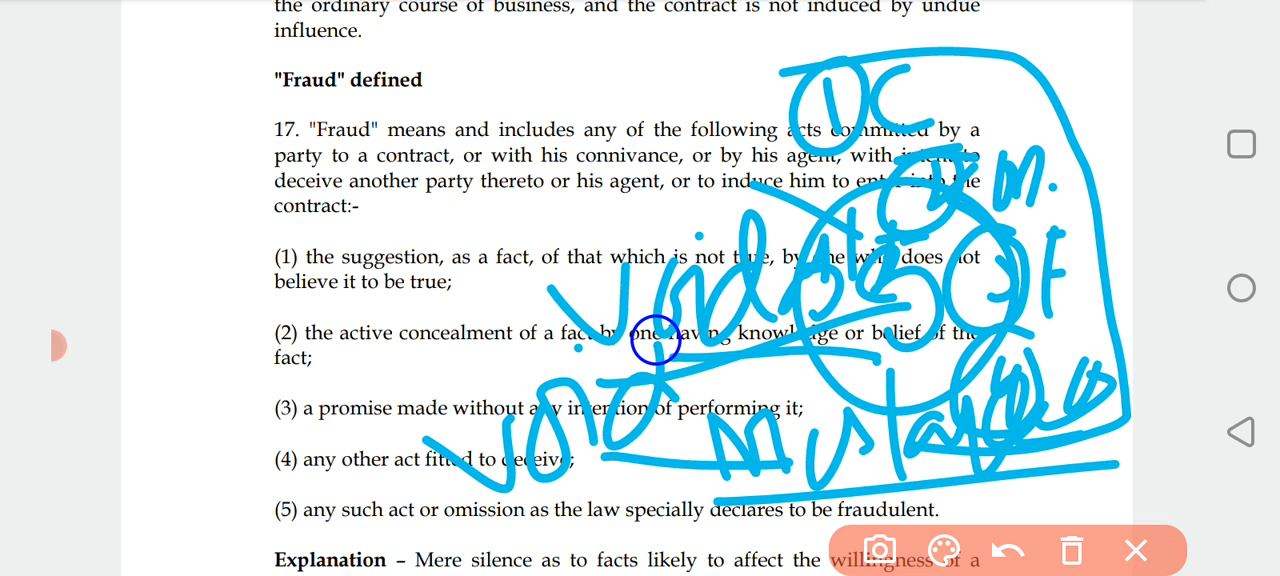 the ordinary course of business, and the contract is not induced by undue
influence.
"Fraud" defined
17. "Fraud" means and includes any of the following acts committed by a
party to a contract, or with his connivance, or by his agent, with intent to
deceive another party thereto or his agent, or to induce him to enter into the
contract:-
(1) the suggestion, as a fact, of that which is not true, by one who does not
believe it to be true;
(2) the active concealment of a fact by one having knowledge or belief of the
fact;
(3) a promise made without any intention of performing it;
(4) any other act fitted to deceive;
(5) any such act or omission as the law specially declares to be fraudulent.
Explanation – Mere silence as to facts likely to affect the willingness of a
OC
m.
void
void